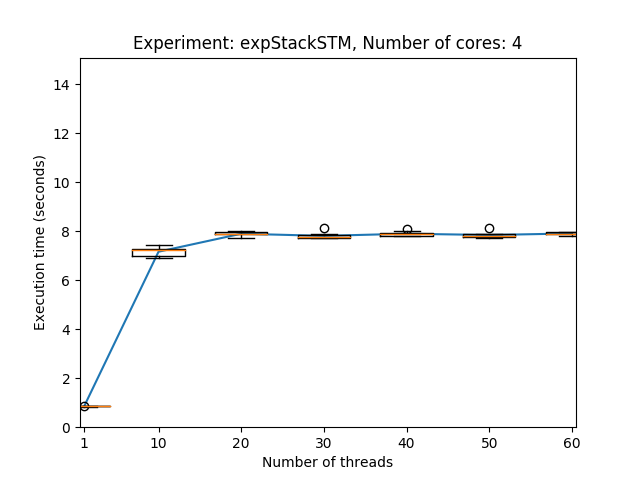 Experiment: expStackSTM, Number of cores: 4
Execution time (seconds)
14
12
10
8
6
4
2
0
1 10 20 30 40 50 60
Number of threads